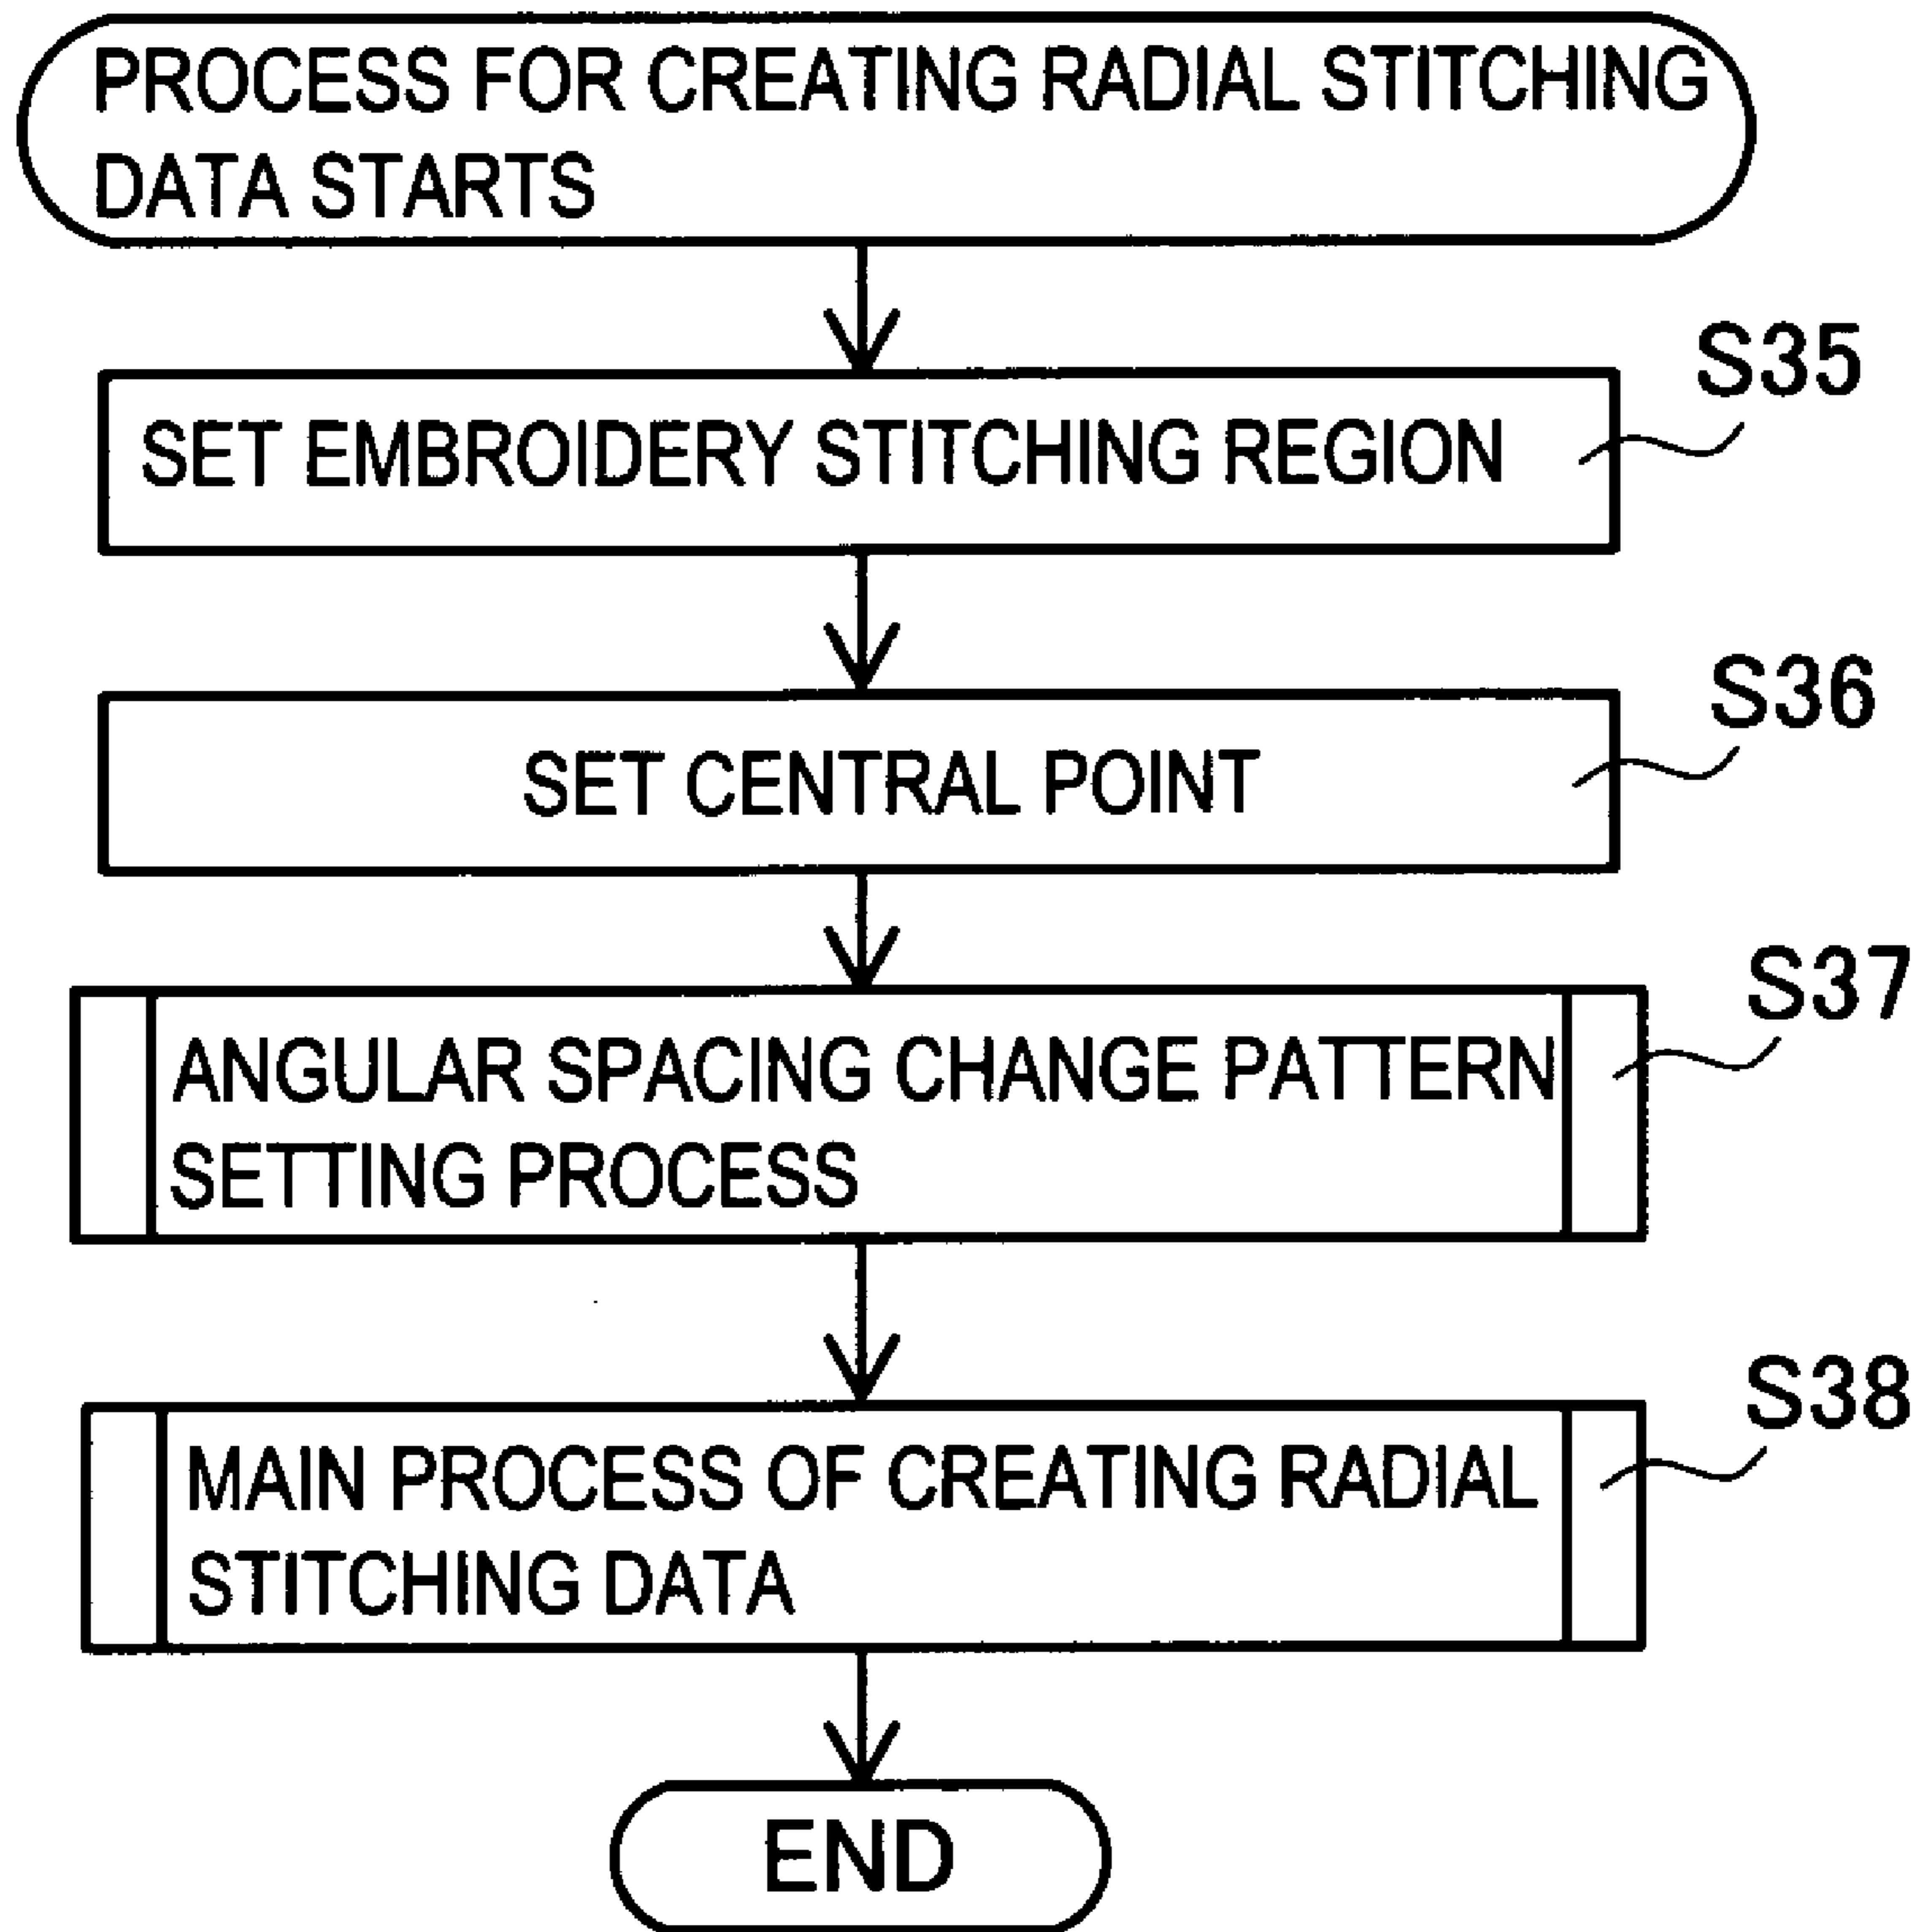 PROCESS FOR CREATING RADIAL STITCHING
DATA STARTS
S35
SET EMBROIDERY STITCHING REGION
S36
SET CENTRAL POINT
S37
ANGULAR SPACING CHANGE PATTERN
SETTING PROCESS
S38
MAIN PROCESS OF CREATING RADIAL
STITCHING DATA
END